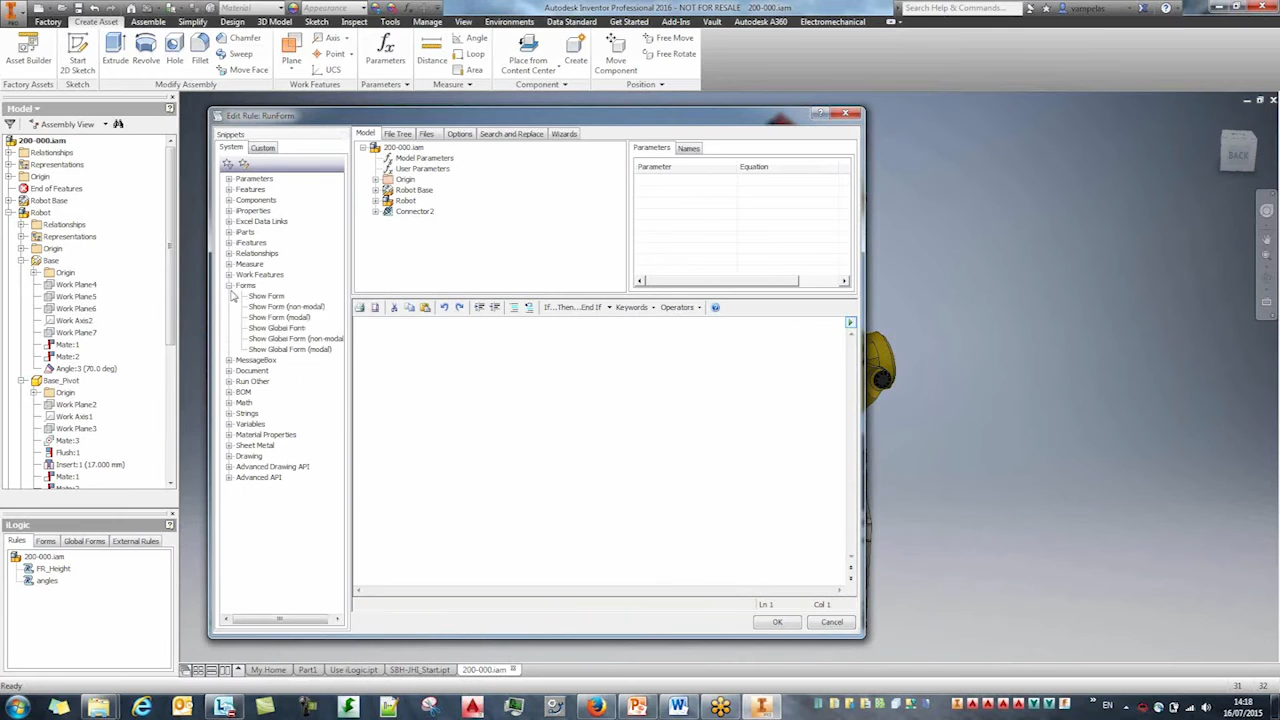 Material
Appearance
Autodesk Inventor Professional 2016 - NOT FOR RESALE 200-000.iam
Search Help & Commands...
vampelas
PRO
Factory
Create Asset
Assemble
Simplify
Design
3D Model
Sketch
Inspect
Tools
Manage
View
Environments
Data Standard
Get Started
Add-Ins
Vault
Autodesk A360
Electromechanical
Asset Builder
Start
2D Sketch
Extrude
Revolve
Hole
Fillet
Chamfer
Sweep
Move Face
Plane
Axis
Point
UCS
Parameters
Distance
Angle
Loop
Area
Place from
Content Center
Create
Move
Component
Free Move
Free Rotate
Factory Assets
Sketch
Modify Assembly
Work Features
Parameters
Measure
Component
Position
Model
Assembly View
200-000.iam
Relationships
Representations
Origin
End of Features
Robot Base
Robot
Relationships
Representations
Origin
Base
Origin
Work Plane4
Work Plane5
Work Plane6
Work Axis2
Work Plane7
Mate:1
Mate:2
Angle:3 (70.0 deg)
Base_Pivot
Origin
Work Plane2
Work Axis1
Work Plane3
Mate:3
Flush:1
Insert:1 (17.000 mm)
Mate:1
Mate:2
iLogic
Rules
Forms
Global Forms
External Rules
200-000.iam
FR_Height
angles
Edit Rule: RunForm
Snippets
System
Custom
Parameters
Features
Components
iProperties
Excel Data Links
iParts
iFeatures
Relationships
Measure
Work Features
Forms
Show Form
Show Form (non-modal)
Show Form (modal)
Show Global Form
Show Global Form (non-modal
Show Global Form (modal)
MessageBox
Document
Run Other
BOM
Math
Strings
Variables
Material Properties
Sheet Metal
Drawing
Advanced Drawing API
Advanced API
Model
File Tree
Files
Options
Search and Replace
Wizards
200-000.iam
Model Parameters
User Parameters
Origin
Robot Base
Robot
Connector2
Parameters
Names
Parameter
Equation
If...Then...End If
Keywords
Operators
Ln 1
Col 1
OK
Cancel
BACK
My Home
Part1
Use iLogic.ipt
SBH-JHI_Start.ipt
200-000.iam
Ready
31
32
EN
14:18
16/07/2015